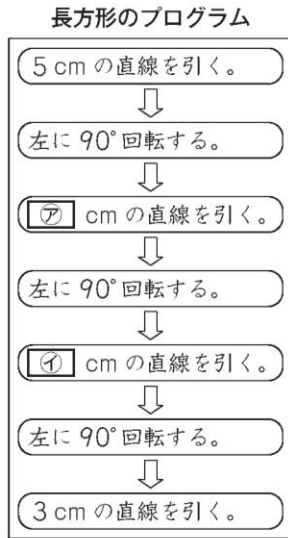 長方形のプログラム
5 cm の直線を引く。
⇩
左に 90°回転する。
⇩
㋐ cm の直線を引く。
⇩
左に 90°回転する。
⇩
㋑ cm の直線を引く。
⇩
左に 90°回転する。
⇩
3 cm の直線を引く。